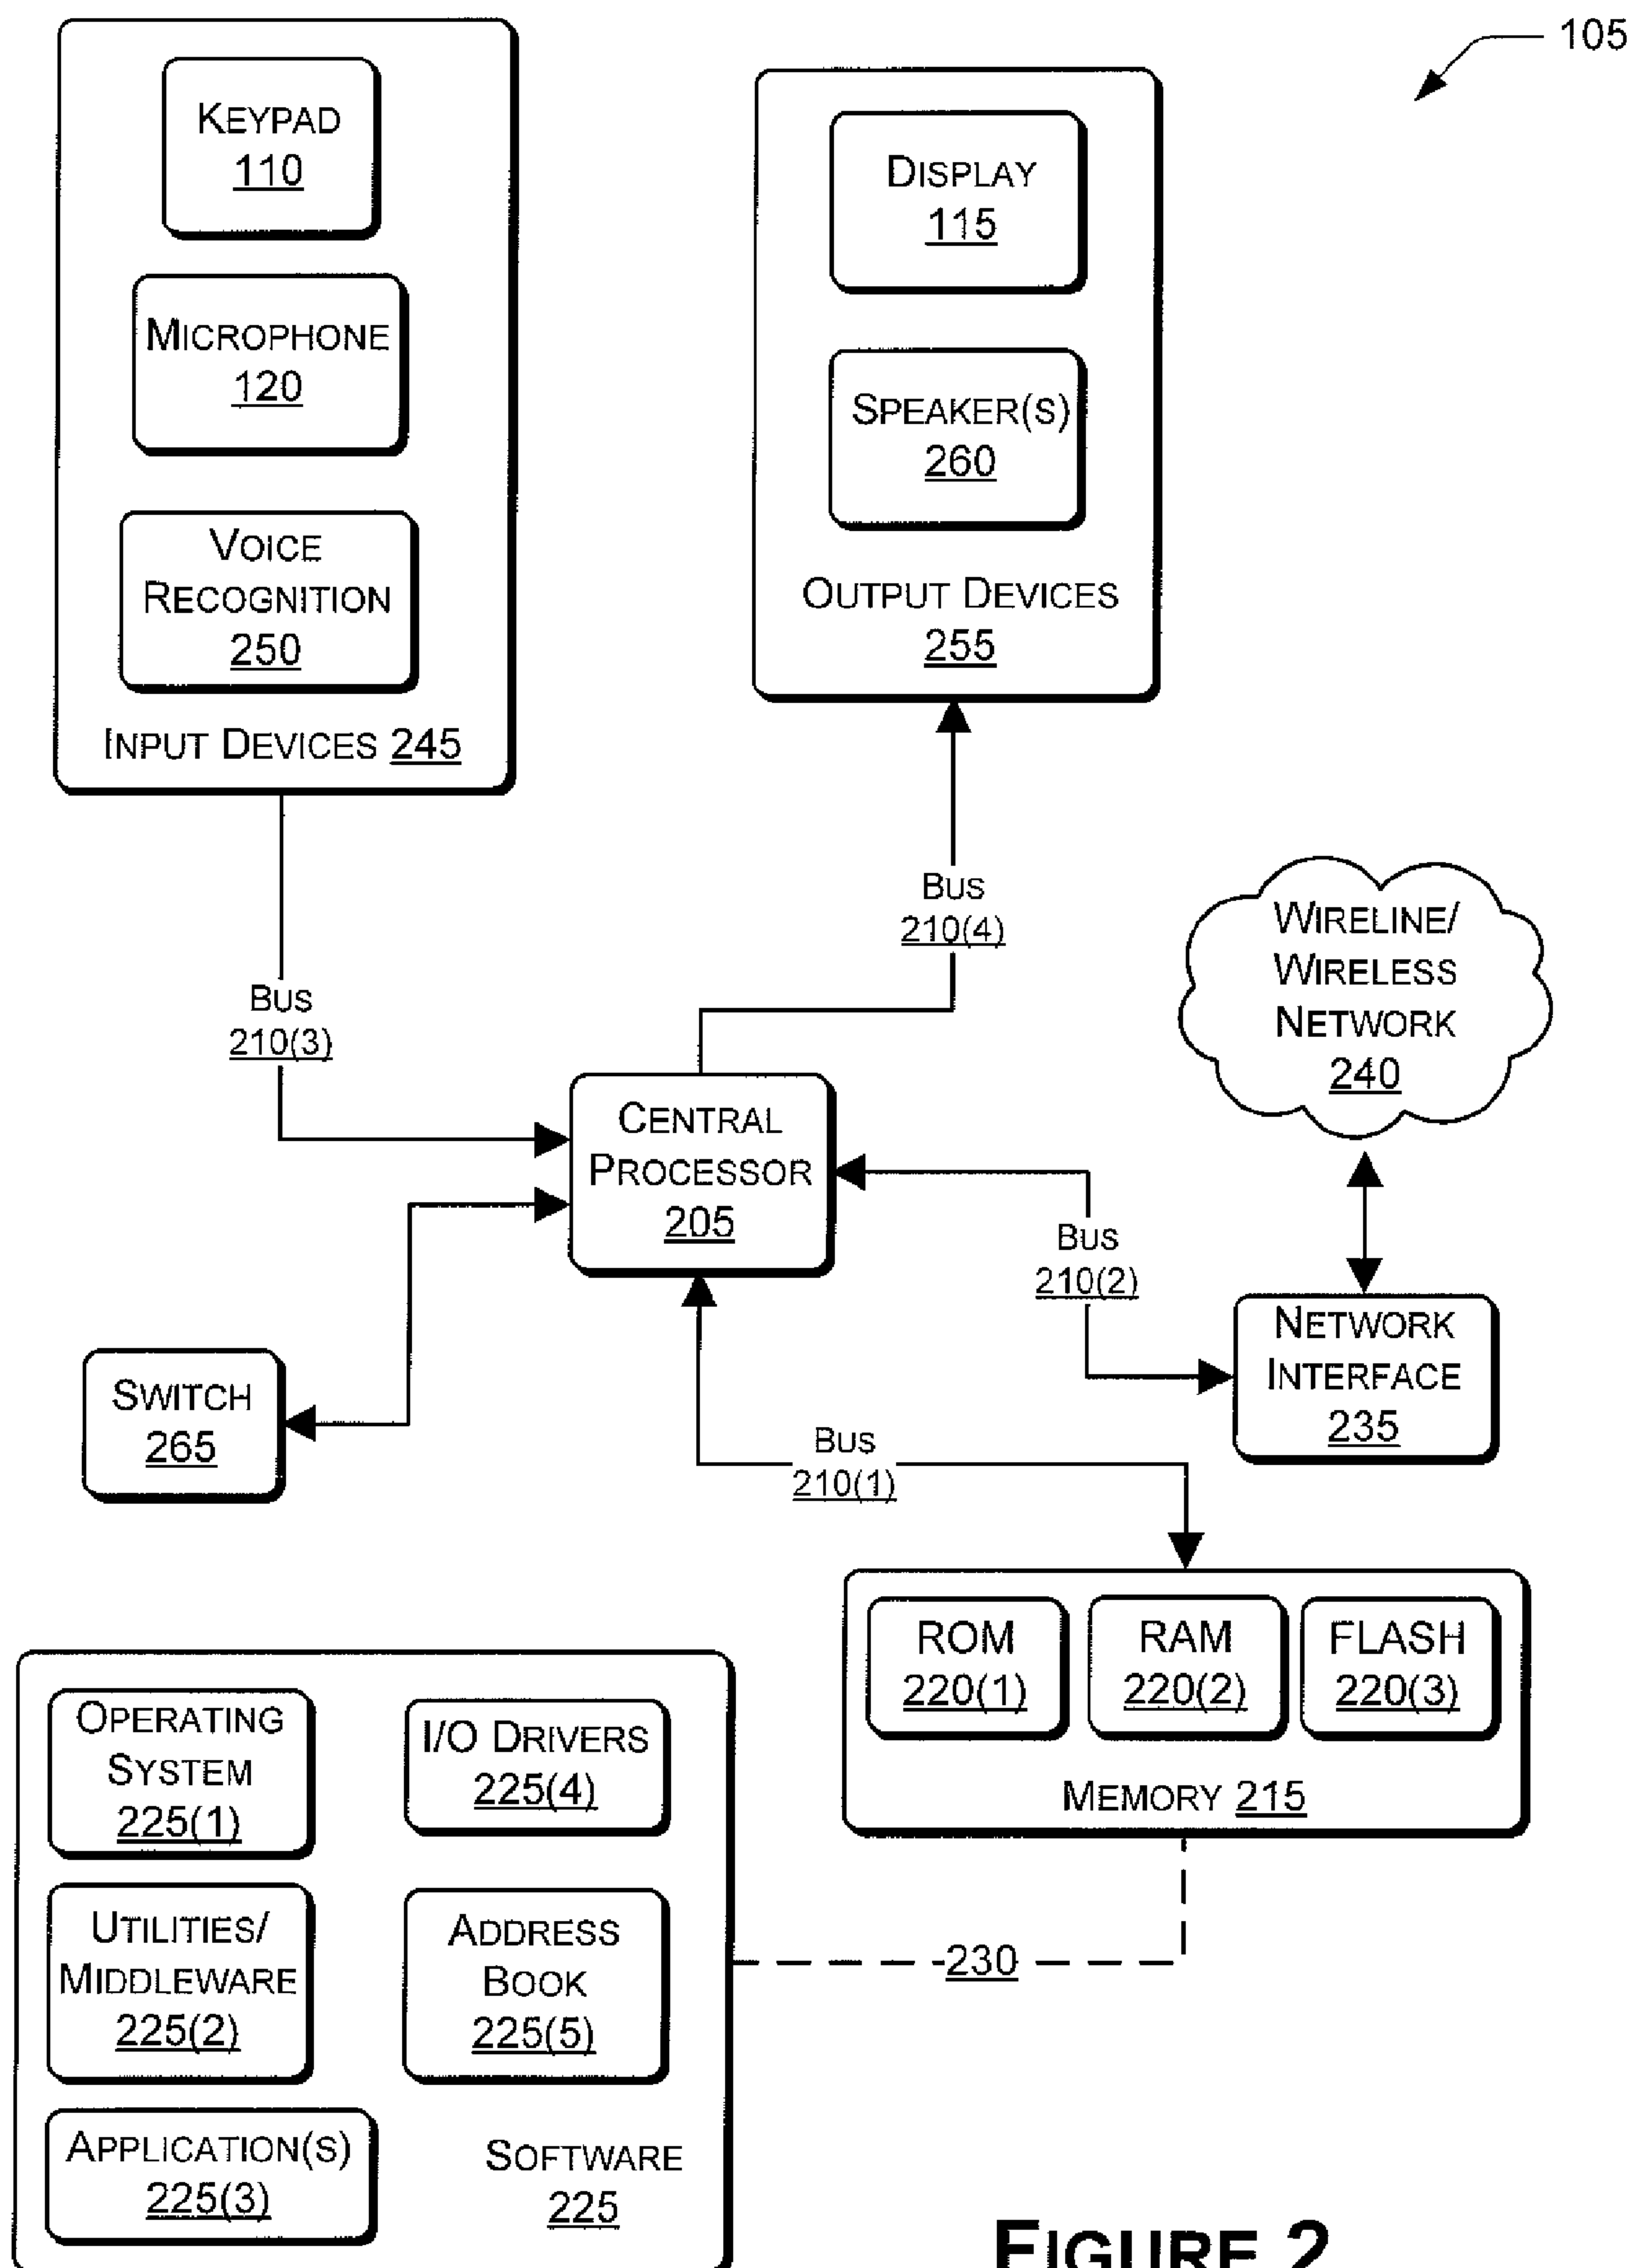 105
KEYPAD
110
MICROPHONE
120
VOICE
RECOGNITION
250
INPUT DEVICES 245
DISPLAY
115
SPEAKER(S)
260
OUTPUT DEVICES
255
BUS
210(4)
BUS
210(3)
WIRELINE/
WIRELESS
NETWORK
240
CENTRAL
PROCESSOR
205
BUS
210(2)
NETWORK
INTERFACE
235
SWITCH
265
BUS
210(1)
ROM
220(1)
RAM
220(2)
FLASH
220(3)
MEMORY 215
OPERATING
SYSTEM
225(1)
I/O DRIVERS
225(4)
UTILITIES/
MIDDLEWARE
225(2)
ADDRESS
BOOK
225(5)
230
APPLICATION(S)
225(3)
SOFTWARE
225
FIGURE 2